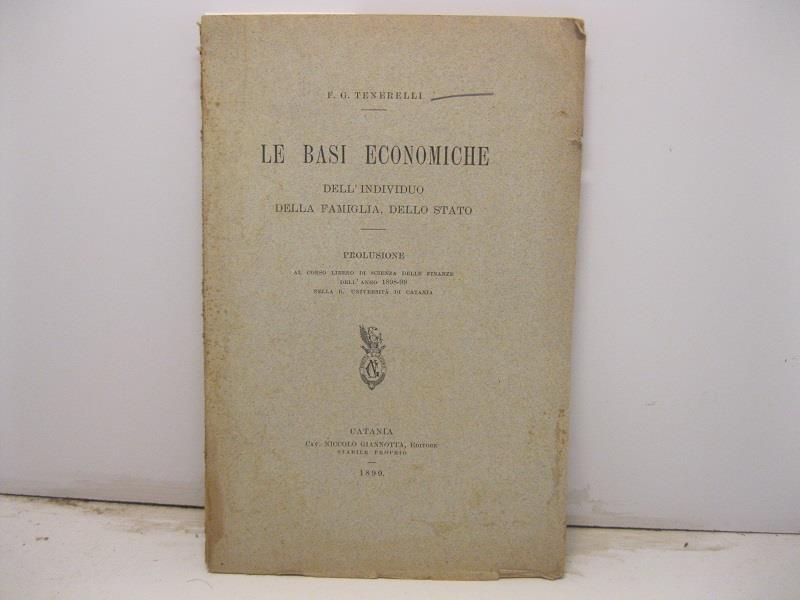 F. G. TENERELLI
LE BASI ECONOMICHE
DELL' INDIVIDUO
DELLA FAMIGLIA, DELLO STATO
PROLUSIONE
AL CORSO LIBERO DI SCIENZA DELLE FINANZE
DELL' ANNO 1898-99
NELLA R. UNIVERSITÀ DI CATANIA
CATANIA
CAV. NICCOLÒ GIANNOTTA, EDITORE
STABILE PROPRIO
1899.